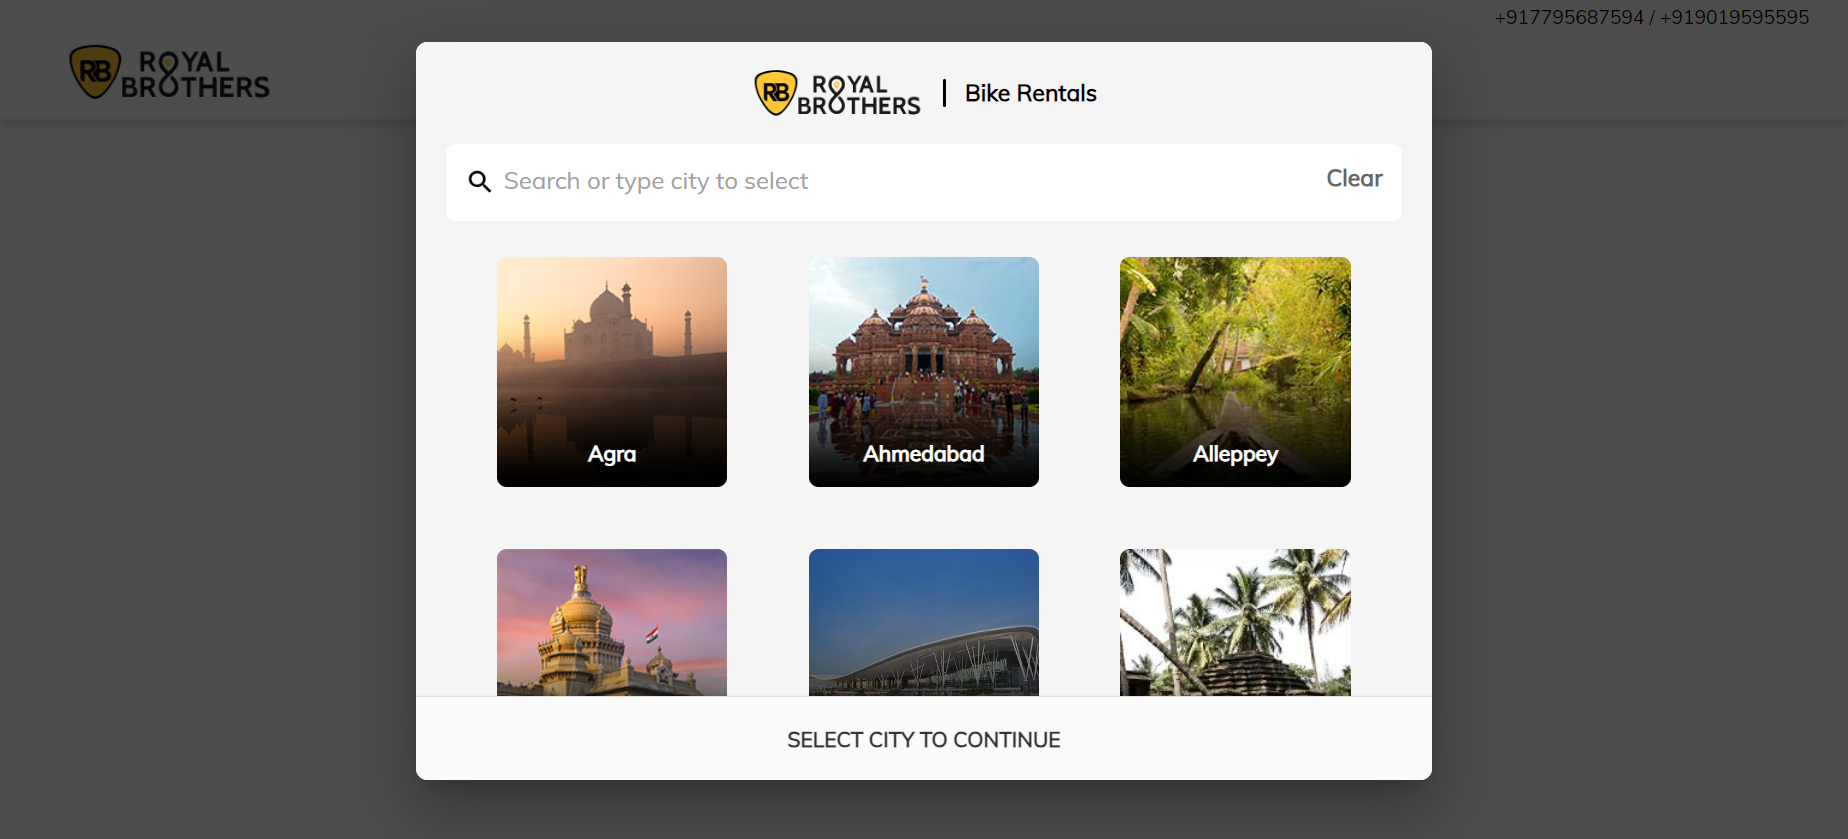 +917795687594 / +919019595595
RB ROYAL
BROTHERS
RB ROYAL
BROTHERS
Bike Rentals
Search or type city to select
Clear
Agra
Ahmedabad
Alleppey
SELECT CITY TO CONTINUE